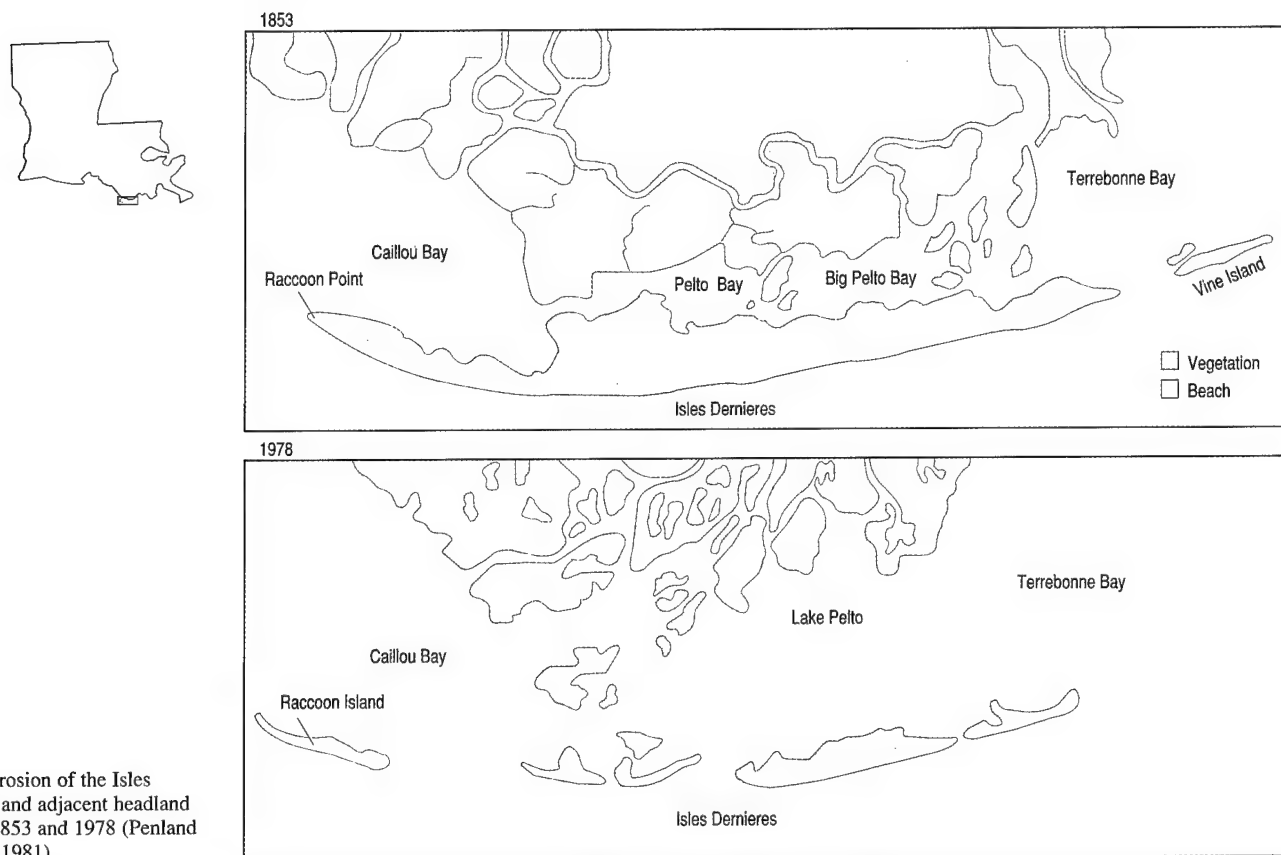 1853
Terrebonne Bay
Caillou Bay
Raccoon Point
Pelto Bay
Big Pelto Bay
Vine Island
Vegetation
Beach
Isles Dernieres
1978
Terrebonne Bay
Lake Pelto
Caillou Bay
Raccoon Island
Isles Dernieres
rosion of the Isles
and adjacent headland
853 and 1978 (Penland
1981)